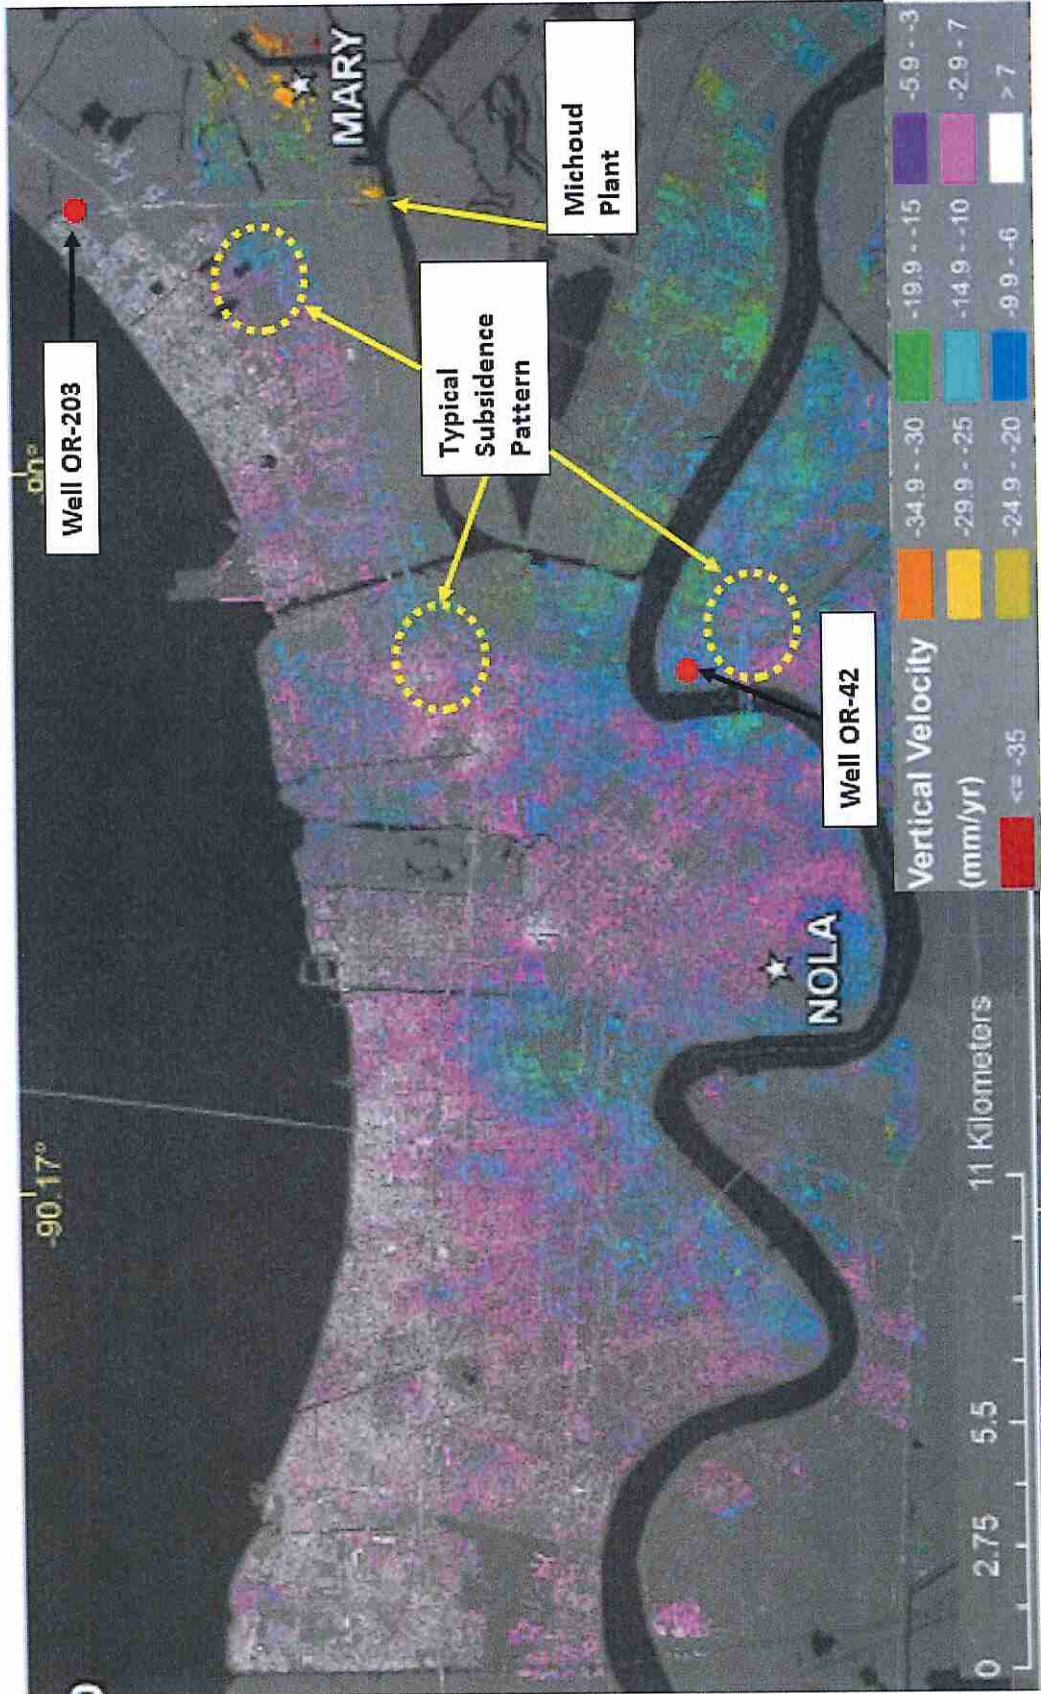 -90.17°
90°
Well OR-203
MARY
Michoud
Plant
Typical
Subsidence
Pattern
Well OR-42
NOLA
11 Kilometers
0
2.75
5.5
Vertical Velocity
(mm/yr)
<= -35
-34.9 - -30
-29.9 - -25
-24.9 - -20
-19.9 - -15
-14.9 - -10
-9.9 - -6
-5.9 - -3
-2.9 - 7
> 7